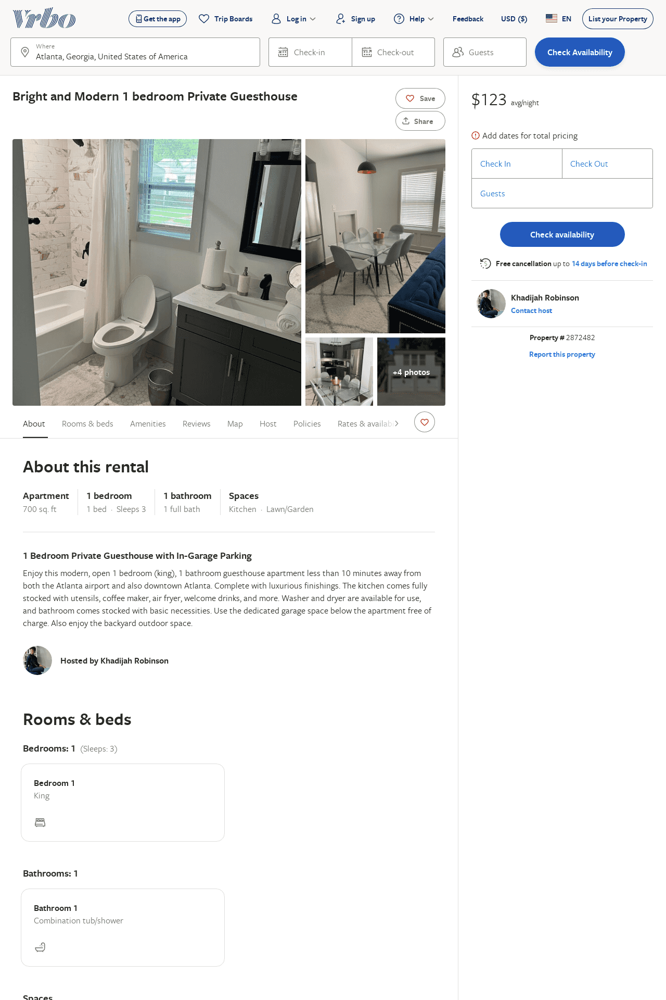 Vrbo
Get the app
Trip Boards
Log in
Sign up
Help
Feedback
USD ($)
EN
List your Property
Where
Atlanta, Georgia, United States of America
Check-in
Check-out
Guests
Check Availability
Bright and Modern 1 bedroom Private Guesthouse
Save
Share
+4 photos
$123 avg/night
Add dates for total pricing
Check In
Check Out
Guests
Check availability
Free cancellation up to 14 days before check-in
Khadijah Robinson
Contact host
Property # 2872482
Report this property
About
Rooms & beds
Amenities
Reviews
Map
Host
Policies
Rates & availabi
About this rental
Apartment
700 sq. ft
1 bedroom
1 bed · Sleeps 3
1 bathroom
1 full bath
Spaces
Kitchen · Lawn/Garden
1 Bedroom Private Guesthouse with In-Garage Parking
Enjoy this modern, open 1 bedroom (king), 1 bathroom guesthouse apartment less than 10 minutes away from
both the Atlanta airport and also downtown Atlanta. Complete with luxurious finishings. The kitchen comes fully
stocked with utensils, coffee maker, air fryer, welcome drinks, and more. Washer and dryer are available for use,
and bathroom comes stocked with basic necessities. Use the dedicated garage space below the apartment free of
charge. Also enjoy the backyard outdoor space.
Hosted by Khadijah Robinson
Rooms & beds
Bedrooms: 1 (Sleeps: 3)
Bedroom 1
King
Bathrooms: 1
Bathroom 1
Combination tub/shower
Spaces